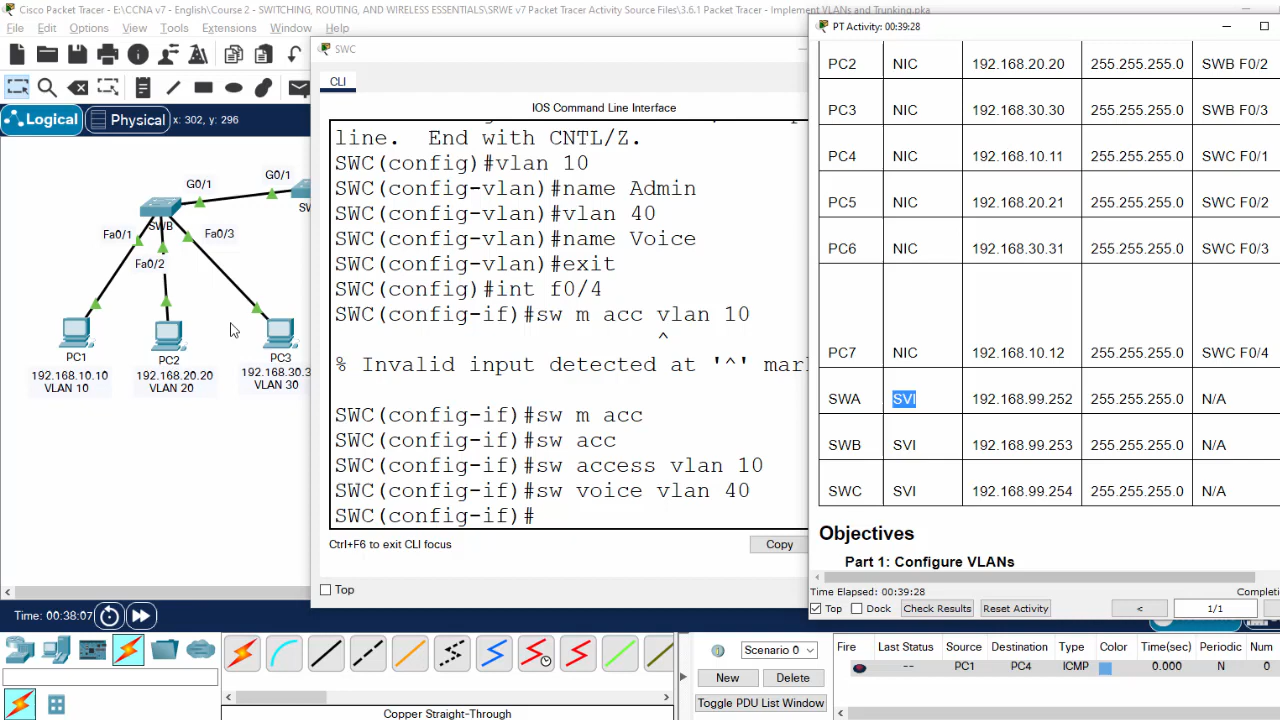 Cisco Packet Tracer - E:\CCNA v7 - English\Course 2 - SWITCHING, ROUTING, AND WIRELESS ESSENTIALS\SRWE v7 Packet Tracer Activity Source Files\3.6.1 Packet Tracer - Implement VLANs and Trunking.pka
File Edit Options View Tools Extensions Window Help
Logical Physical x: 302, y: 296
G0/1
G0/1
SWB
Fa0/1
Fa0/3
Fa0/2
PC1 PC2 PC3
192.168.10.10 192.168.20.20 192.168.30.3
VLAN 10 VLAN 20 VLAN 30
Time: 00:38:07
SWC
CLI
IOS Command Line Interface
line. End with CNTL/Z.
SWC(config)#vlan 10
SWC(config-vlan)#name Admin
SWC(config-vlan)#vlan 40
SWC(config-vlan)#name Voice
SWC(config-vlan)#exit
SWC(config)#int f0/4
SWC(config-if)#sw m acc vlan 10
^
% Invalid input detected at '^' mar
SWC(config-if)#sw m acc
SWC(config-if)#sw acc
SWC(config-if)#sw access vlan 10
SWC(config-if)#sw voice vlan 40
SWC(config-if)#
Ctrl+F6 to exit CLI focus
Copy
Top
PT Activity: 00:39:28
PC2 NIC 192.168.20.20 255.255.255.0 SWB F0/2
PC3 NIC 192.168.30.30 255.255.255.0 SWB F0/3
PC4 NIC 192.168.10.11 255.255.255.0 SWC F0/1
PC5 NIC 192.168.20.21 255.255.255.0 SWC F0/2
PC6 NIC 192.168.30.31 255.255.255.0 SWC F0/3
PC7 NIC 192.168.10.12 255.255.255.0 SWC F0/4
SWA SVI 192.168.99.252 255.255.255.0 N/A
SWB SVI 192.168.99.253 255.255.255.0 N/A
SWC SVI 192.168.99.254 255.255.255.0 N/A
Objectives
Part 1: Configure VLANs
Time Elapsed: 00:39:28 Completi
Top Dock Check Results Reset Activity < 1/1
Copper Straight-Through
Scenario 0
New Delete
Toggle PDU List Window
Fire Last Status Source Destination Type Color Time(sec) Periodic Num
-- PC1 PC4 ICMP 0.000 N 0